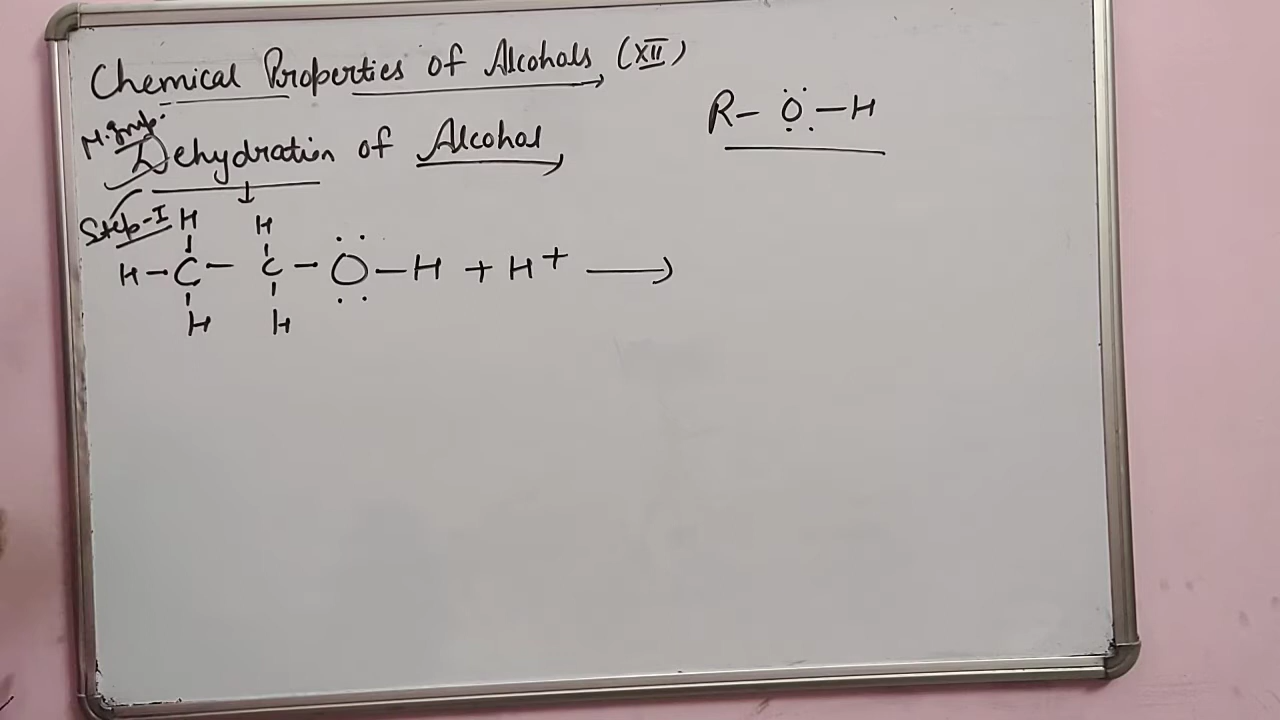 Chemical Properties of Alcohols (XII)
R-Ö-H
M.Imp.
Dehydration of Alcohol
Step-I
H H
H-C-C-O-H + H+ ⟶
H H